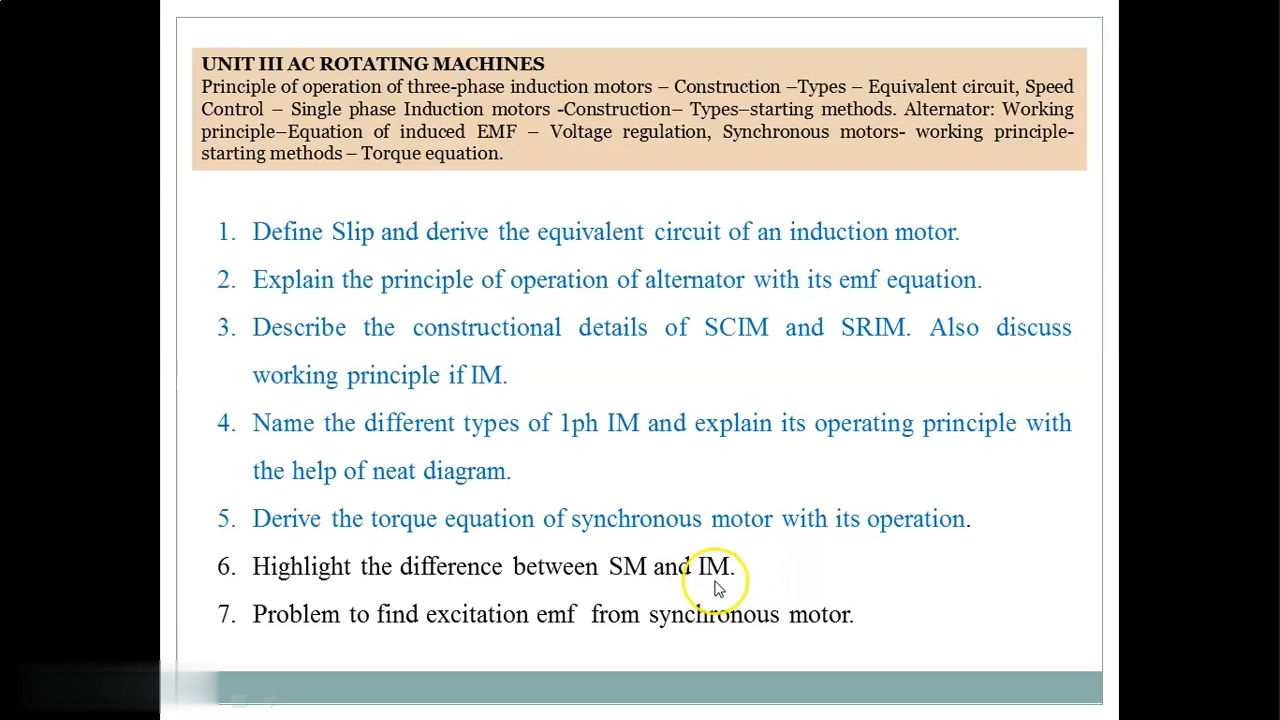 UNIT III AC ROTATING MACHINES
Principle of operation of three-phase induction motors – Construction –Types – Equivalent circuit, Speed
Control – Single phase Induction motors -Construction– Types–starting methods. Alternator: Working
principle–Equation of induced EMF – Voltage regulation, Synchronous motors- working principle-
starting methods – Torque equation.
1. Define Slip and derive the equivalent circuit of an induction motor.
2. Explain the principle of operation of alternator with its emf equation.
3. Describe the constructional details of SCIM and SRIM. Also discuss
working principle if IM.
4. Name the different types of 1ph IM and explain its operating principle with
the help of neat diagram.
5. Derive the torque equation of synchronous motor with its operation.
6. Highlight the difference between SM and IM.
7. Problem to find excitation emf from synchronous motor.